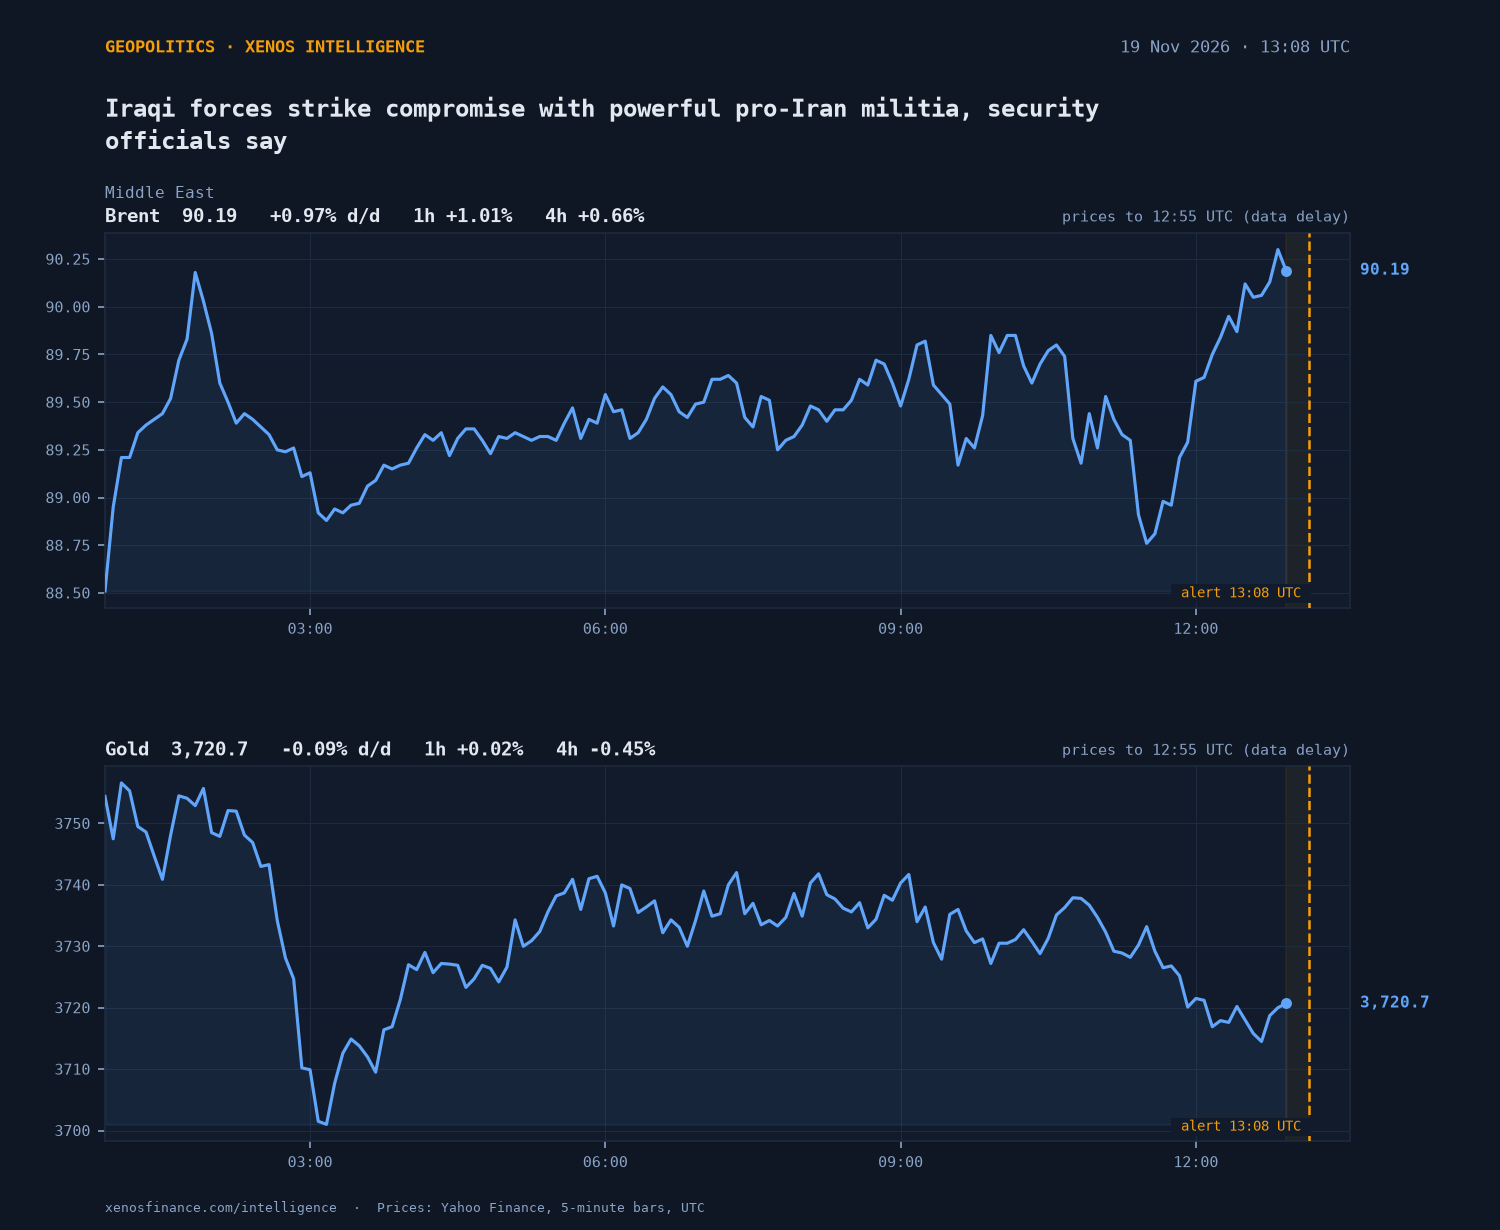 GEOPOLITICS · XENOS INTELLIGENCE
19 Nov 2026 · 13:08 UTC
Iraqi forces strike compromise with powerful pro-Iran militia, security
officials say
Middle East
Brent  90.19   +0.97% d/d   1h +1.01%   4h +0.66%
prices to 12:55 UTC (data delay)
90.25
90.00
89.75
89.50
89.25
89.00
88.75
88.50
90.19
alert 13:08 UTC
03:00
06:00
09:00
12:00
Gold  3,720.7   -0.09% d/d   1h +0.02%   4h -0.45%
prices to 12:55 UTC (data delay)
3750
3740
3730
3720
3710
3700
3,720.7
alert 13:08 UTC
03:00
06:00
09:00
12:00
xenosfinance.com/intelligence  ·  Prices: Yahoo Finance, 5-minute bars, UTC